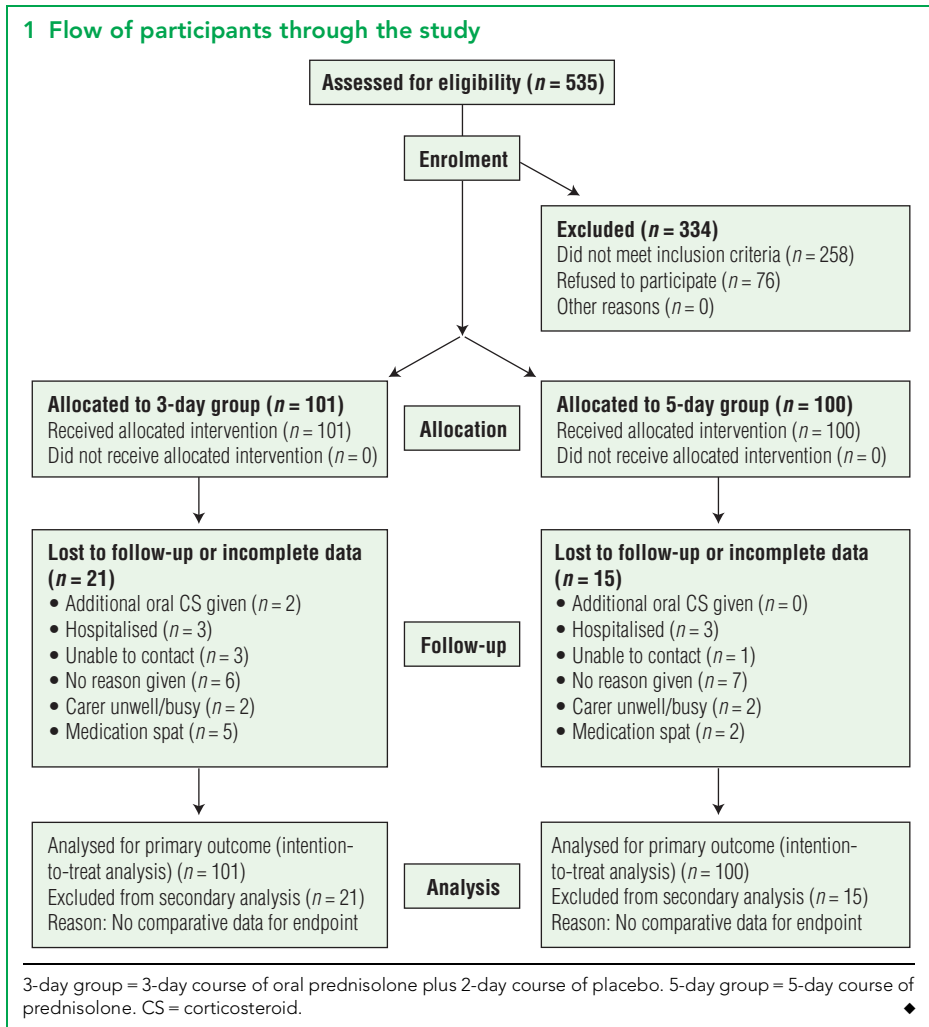 1 Flow of participants through the study
Assessed for eligibility (n = 535)
Enrolment
Excluded (n = 334)
Did not meet inclusion criteria (n = 258)
Refused to participate (n = 76)
Other reasons (n = 0)
Allocated to 3-day group (n = 101)
Received allocated intervention (n = 101)
Did not receive allocated intervention (n = 0)
Allocation
Allocated to 5-day group (n = 100)
Received allocated intervention (n = 100)
Did not receive allocated intervention (n = 0)
Lost to follow-up or incomplete data
(n = 21)
• Additional oral CS given (n = 2)
• Hospitalised (n = 3)
• Unable to contact (n = 3)
• No reason given (n = 6)
• Carer unwell/busy (n = 2)
• Medication spat (n = 5)
Follow-up
Lost to follow-up or incomplete data
(n = 15)
• Additional oral CS given (n = 0)
• Hospitalised (n = 3)
• Unable to contact (n = 1)
• No reason given (n = 7)
• Carer unwell/busy (n = 2)
• Medication spat (n = 2)
Analysed for primary outcome (intention-
to-treat analysis) (n = 101)
Excluded from secondary analysis (n = 21)
Reason: No comparative data for endpoint
Analysis
Analysed for primary outcome (intention-
to-treat analysis) (n = 100)
Excluded from secondary analysis (n = 15)
Reason: No comparative data for endpoint
3-day group = 3-day course of oral prednisolone plus 2-day course of placebo. 5-day group = 5-day course of
prednisolone. CS = corticosteroid. ◆